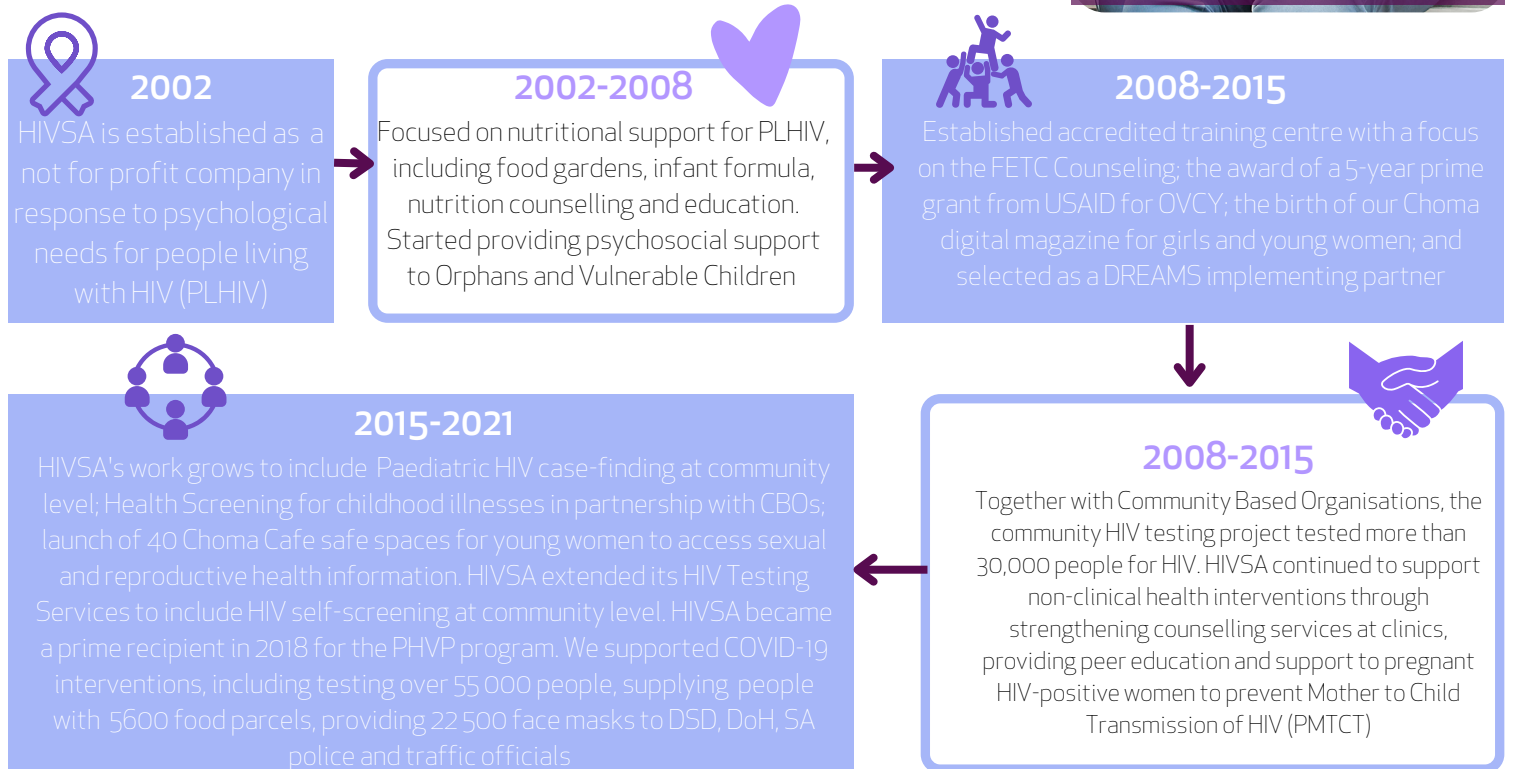 2002
HIVSA is established as a
not for profit company in
response to psychological
needs for people living
with HIV (PLHIV)
2002-2008
Focused on nutritional support for PLHIV,
including food gardens, infant formula,
nutrition counselling and education.
Started providing psychosocial support
to Orphans and Vulnerable Children
2008-2015
Established accredited training centre with a focus
on the FETC Counseling; the award of a 5-year prime
grant from USAID for OVCY; the birth of our Choma
digital magazine for girls and young women; and
selected as a DREAMS implementing partner
2008-2015
Together with Community Based Organisations, the
community HIV testing project tested more than
30,000 people for HIV. HIVSA continued to support
non-clinical health interventions through
strengthening counselling services at clinics,
providing peer education and support to pregnant
HIV-positive women to prevent Mother to Child
Transmission of HIV (PMTCT)
2015-2021
HIVSA's work grows to include Paediatric HIV case-finding at community
level; Health Screening for childhood illnesses in partnership with CBOs;
launch of 40 Choma Cafe safe spaces for young women to access sexual
and reproductive health information. HIVSA extended its HIV Testing
Services to include HIV self-screening at community level. HIVSA became
a prime recipient in 2018 for the PHVP program. We supported COVID-19
interventions, including testing over 55 000 people, supplying people
with 5600 food parcels, providing 22 500 face masks to DSD, DoH, SA
police and traffic officials